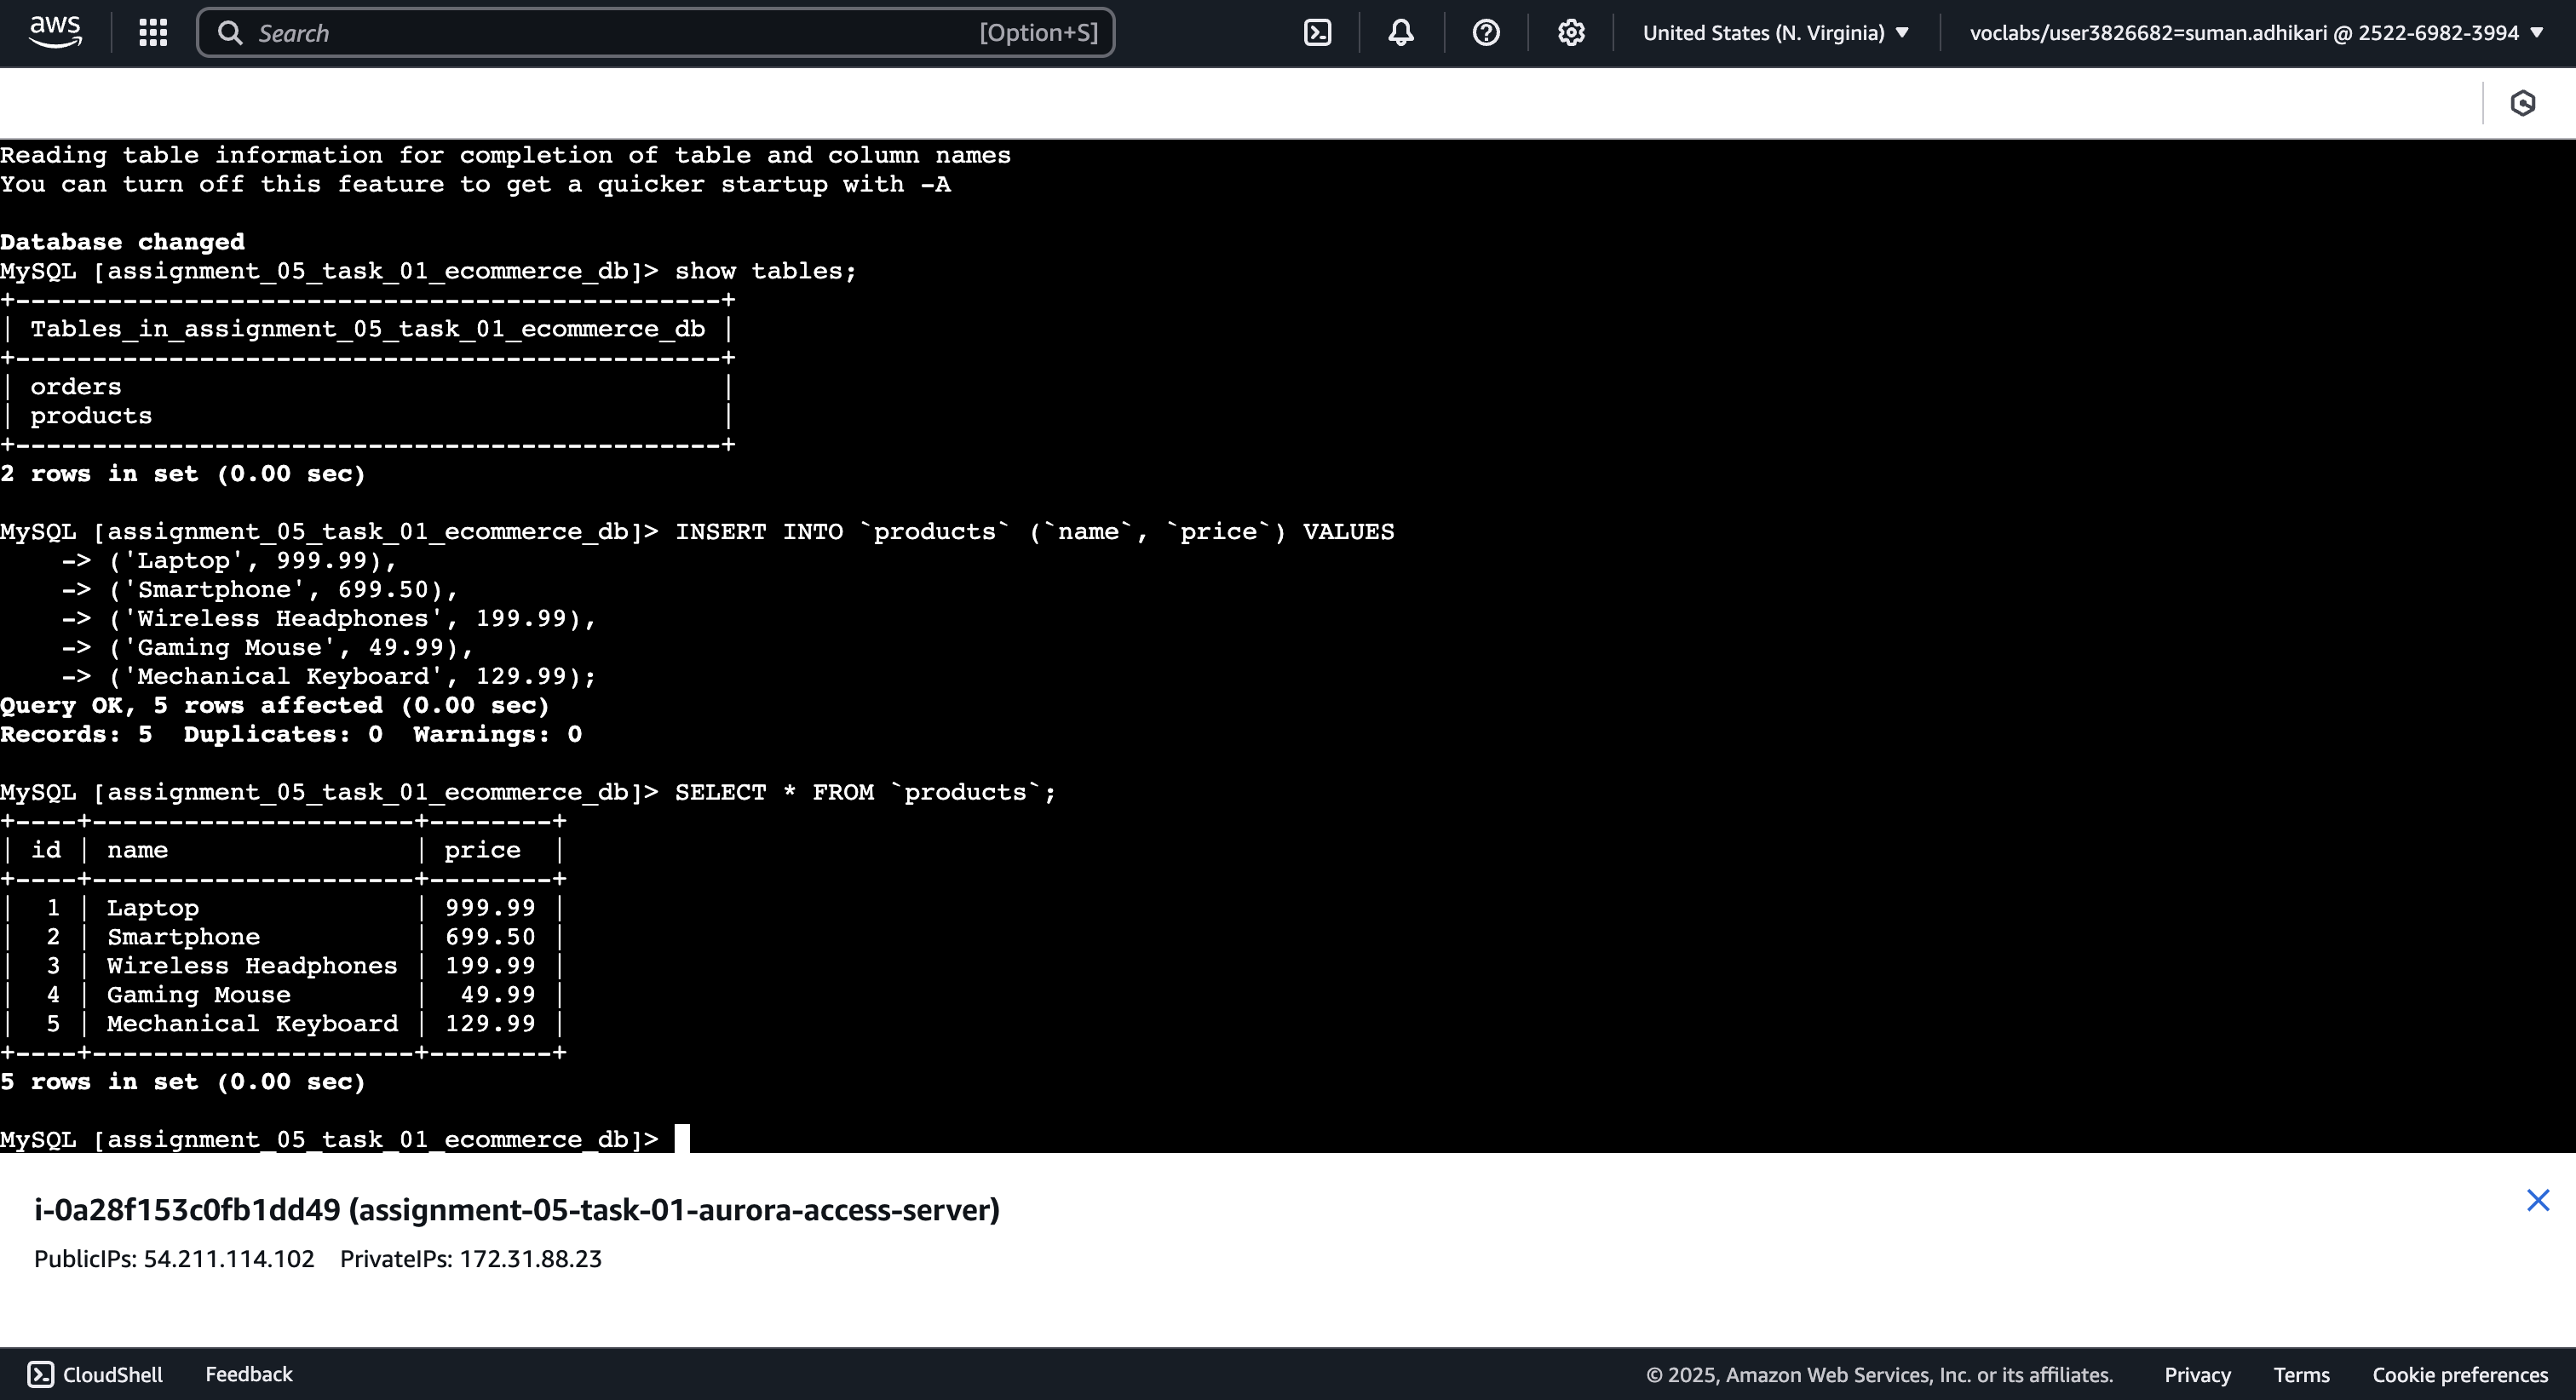 aws
Search [Option+S] United States (N. Virginia) voclabs/user3826682=suman.adhikari @ 2522-6982-3994
Reading table information for completion of table and column names
You can turn off this feature to get a quicker startup with -A
Database changed
MySQL [assignment_05_task_01_ecommerce_db]> show tables;
+----------------------------------------------+
| Tables_in_assignment_05_task_01_ecommerce_db |
+----------------------------------------------+
| orders                                       |
| products                                     |
+----------------------------------------------+
2 rows in set (0.00 sec)
MySQL [assignment_05_task_01_ecommerce_db]> INSERT INTO `products` (`name`, `price`) VALUES
    -> ('Laptop', 999.99),
    -> ('Smartphone', 699.50),
    -> ('Wireless Headphones', 199.99),
    -> ('Gaming Mouse', 49.99),
    -> ('Mechanical Keyboard', 129.99);
Query OK, 5 rows affected (0.00 sec)
Records: 5  Duplicates: 0  Warnings: 0
MySQL [assignment_05_task_01_ecommerce_db]> SELECT * FROM `products`;
+----+---------------------+--------+
| id | name                | price  |
+----+---------------------+--------+
|  1 | Laptop              | 999.99 |
|  2 | Smartphone          | 699.50 |
|  3 | Wireless Headphones | 199.99 |
|  4 | Gaming Mouse        |  49.99 |
|  5 | Mechanical Keyboard | 129.99 |
+----+---------------------+--------+
5 rows in set (0.00 sec)
MySQL [assignment_05_task_01_ecommerce_db]>
i-0a28f153c0fb1dd49 (assignment-05-task-01-aurora-access-server)
PublicIPs: 54.211.114.102 PrivateIPs: 172.31.88.23
CloudShell Feedback © 2025, Amazon Web Services, Inc. or its affiliates. Privacy Terms Cookie preferences